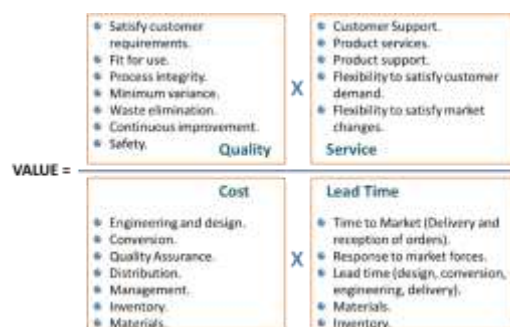 Satisfy customer
requirements.
Fit for use.
Process integrity.
Minimum variance.
Waste elimination.
Continuous improvement.
Safety.
Quality
X
Customer Support.
Product services.
Product support.
Flexibility to satisfy customer
demand.
Flexibility to satisfy market
changes.
Service
VALUE =
Cost
Engineering and design.
Conversion.
Quality Assurance.
Distribution.
Management.
Inventory.
Materials.
X
Lead Time
Time to Market (Delivery and
reception of orders).
Response to market forces.
Lead time (design, conversion,
engineering, delivery).
Materials.
Inventory.